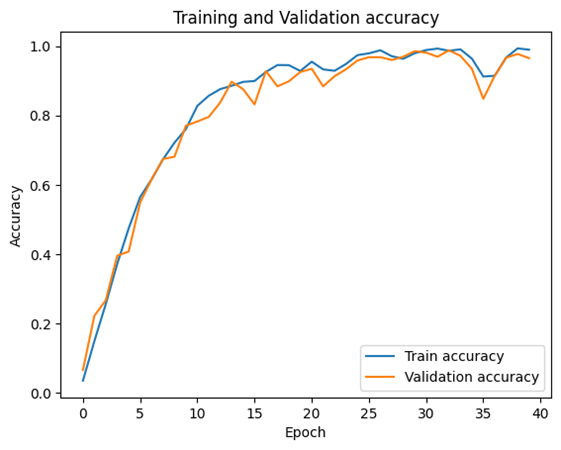 Training and Validation accuracy
1.0
0.8
0.6
0.4
0.2
0.0
Accuracy
Train accuracy
Validation accuracy
0 5 10 15 20 25 30 35 40
Epoch